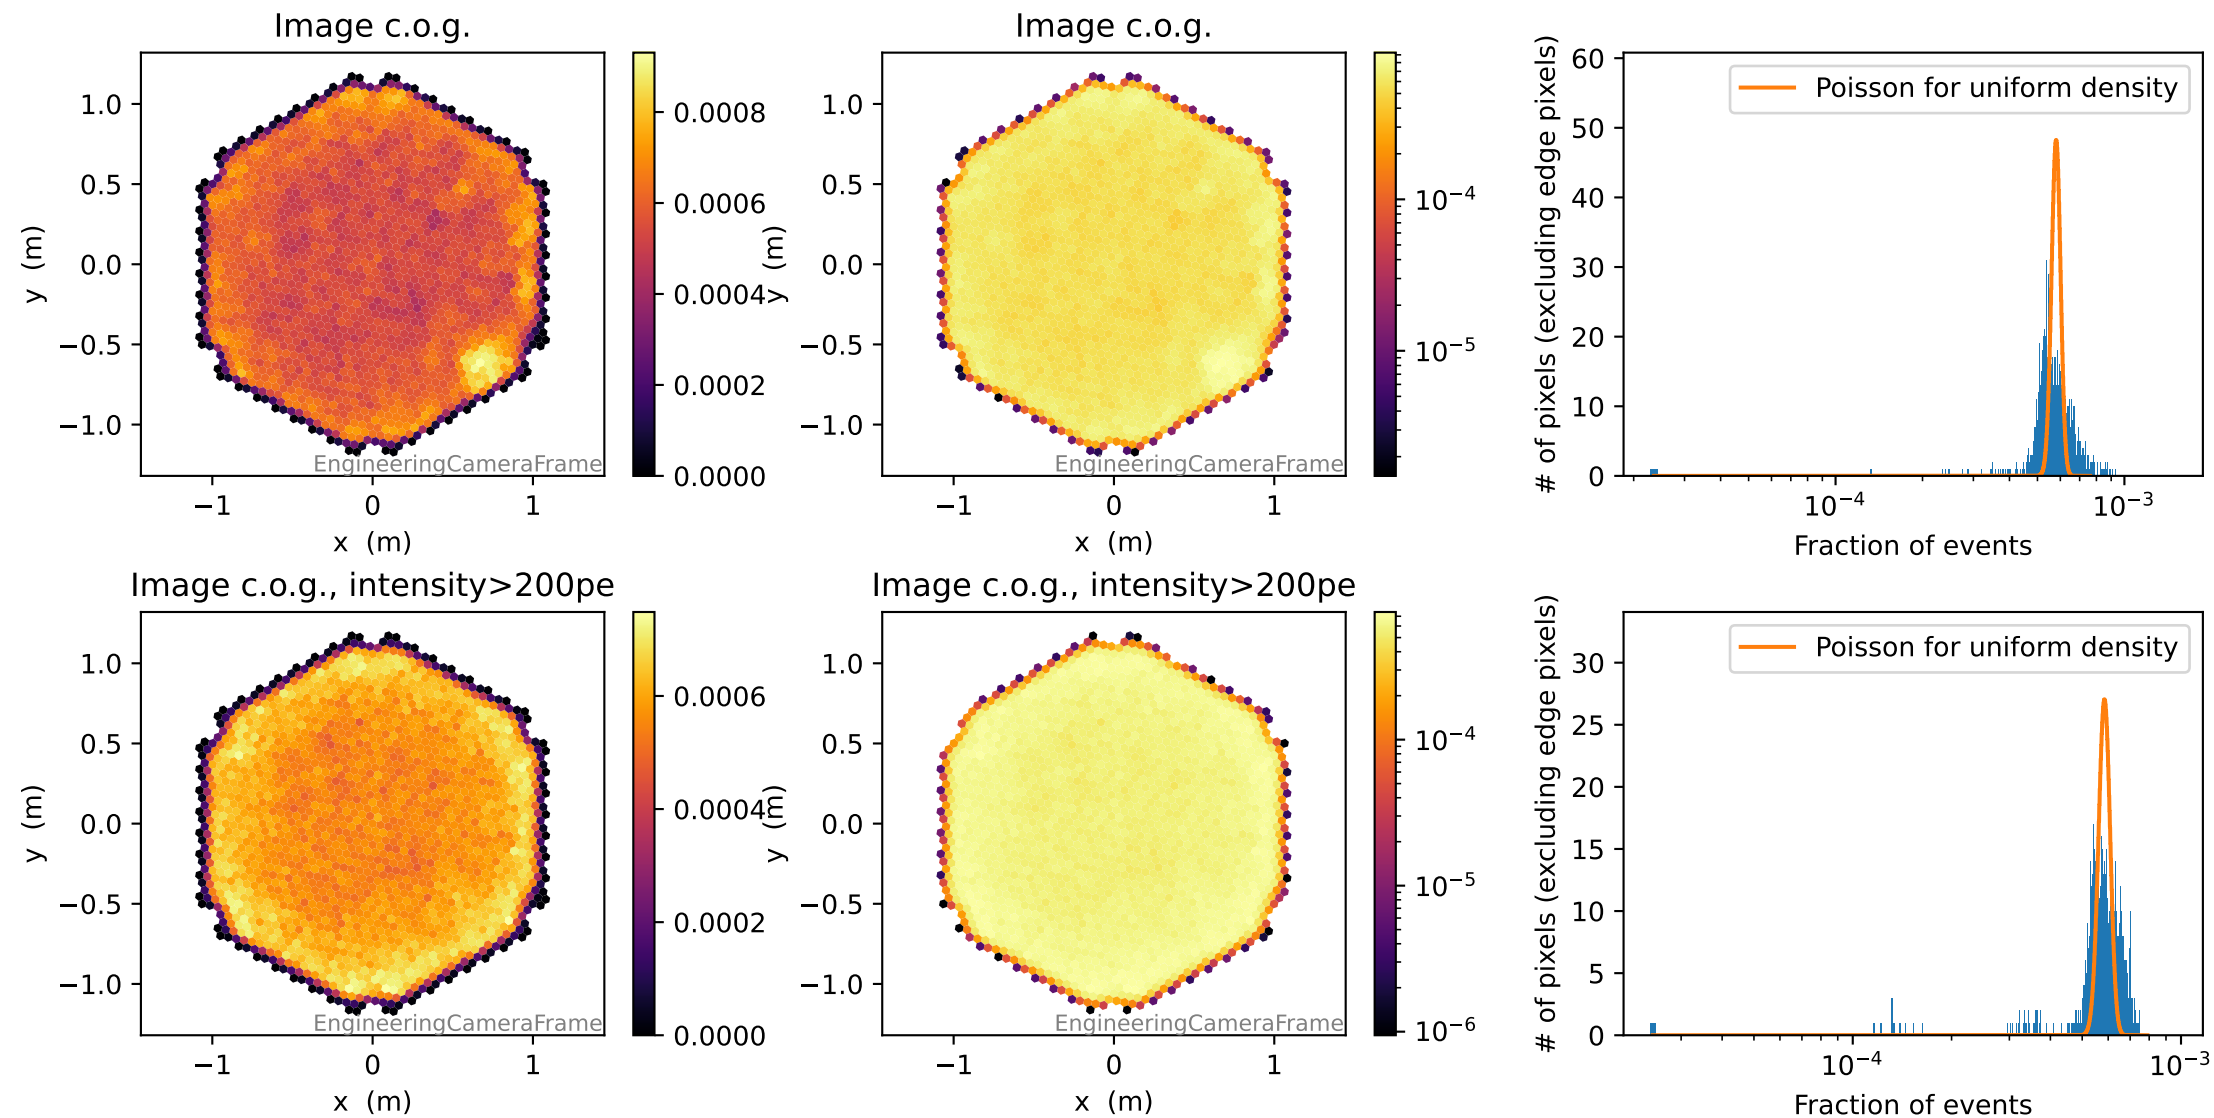 Image c.o.g.
y (m)
1.0
0.5
0.0
−0.5
−1.0
−1
0
1
x (m)
EngineeringCameraFrame
0.0008
0.0006
0.0004
0.0002
0.0000
Image c.o.g.
y (m)
1.0
0.5
0.0
−0.5
−1.0
−1
0
1
x (m)
EngineeringCameraFrame
10⁻⁴
10⁻⁵
# of pixels (excluding edge pixels)
60
50
40
30
20
10
0
Poisson for uniform density
10⁻⁴
10⁻³
Fraction of events
Image c.o.g., intensity>200pe
y (m)
1.0
0.5
0.0
−0.5
−1.0
−1
0
1
x (m)
EngineeringCameraFrame
0.0006
0.0004
0.0002
0.0000
Image c.o.g., intensity>200pe
y (m)
1.0
0.5
0.0
−0.5
−1.0
−1
0
1
x (m)
EngineeringCameraFrame
10⁻⁴
10⁻⁵
10⁻⁶
# of pixels (excluding edge pixels)
30
25
20
15
10
5
0
Poisson for uniform density
10⁻⁴
10⁻³
Fraction of events